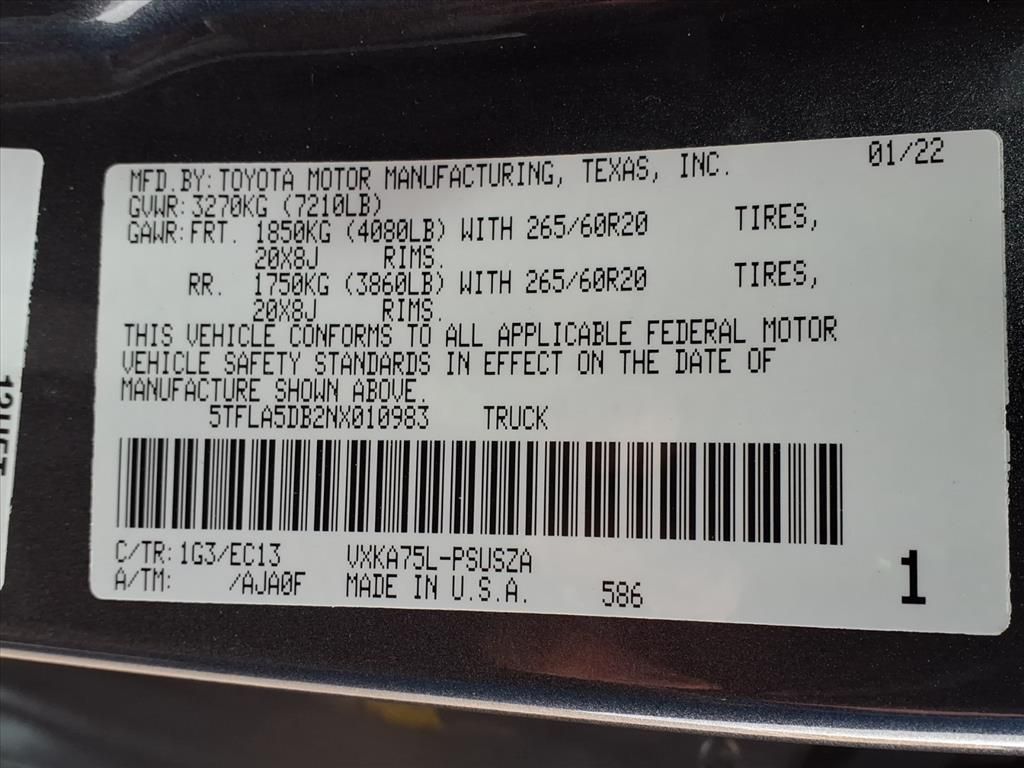 MFD.BY: TOYOTA MOTOR MANUFACTURING, TEXAS, INC. 01/22
GVWR: 3270KG (7210LB)
GAWR: FRT. 1850KG (4080LB) WITH 265/60R20 TIRES,
20X8J RIMS.
RR. 1750KG (3860LB) WITH 265/60R20 TIRES,
20X8J RIMS.
THIS VEHICLE CONFORMS TO ALL APPLICABLE FEDERAL MOTOR
VEHICLE SAFETY STANDARDS IN EFFECT ON THE DATE OF
MANUFACTURE SHOWN ABOVE.
5TFLA5DB2NX010983 TRUCK
C/TR: 1G3/EC13 VXKA75L-PSUSZA
A/TM: /AJA0F MADE IN U.S.A. 586 1